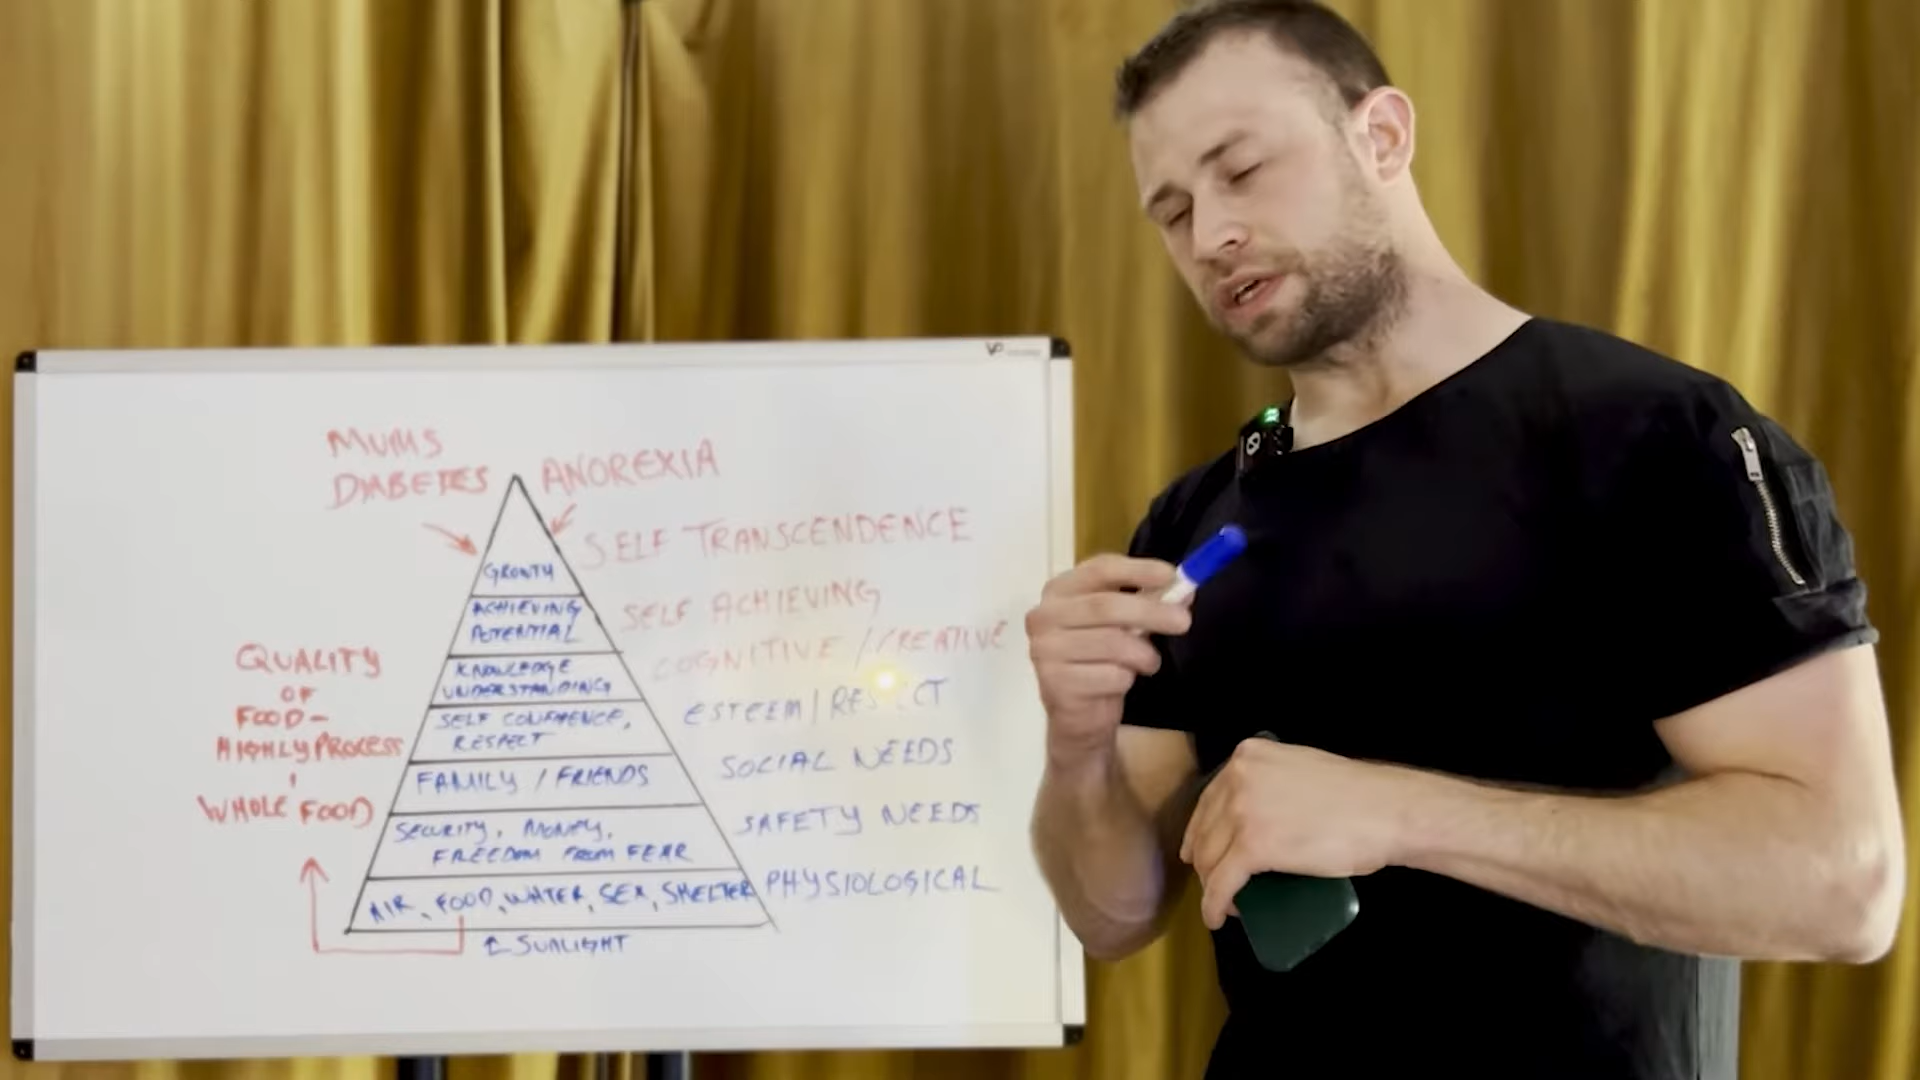 MUMS
DIABETES
ANOREXIA
SELF TRANSCENDENCE
GROWTH
SELF ACHIEVING
ACHIEVING
POTENTIAL
COGNITIVE / CREATIVE
KNOWLEDGE
UNDERSTANDING
QUALITY
OF
FOOD -
HIGHLY PROCESS
WHOLE FOOD
ESTEEM / RESPECT
SELF CONFIDENCE,
RESPECT
SOCIAL NEEDS
FAMILY / FRIENDS
SAFETY NEEDS
SECURITY, MONEY,
FREEDOM FROM FEAR
PHYSIOLOGICAL
AIR, FOOD, WATER, SEX, SHELTER
SUNLIGHT